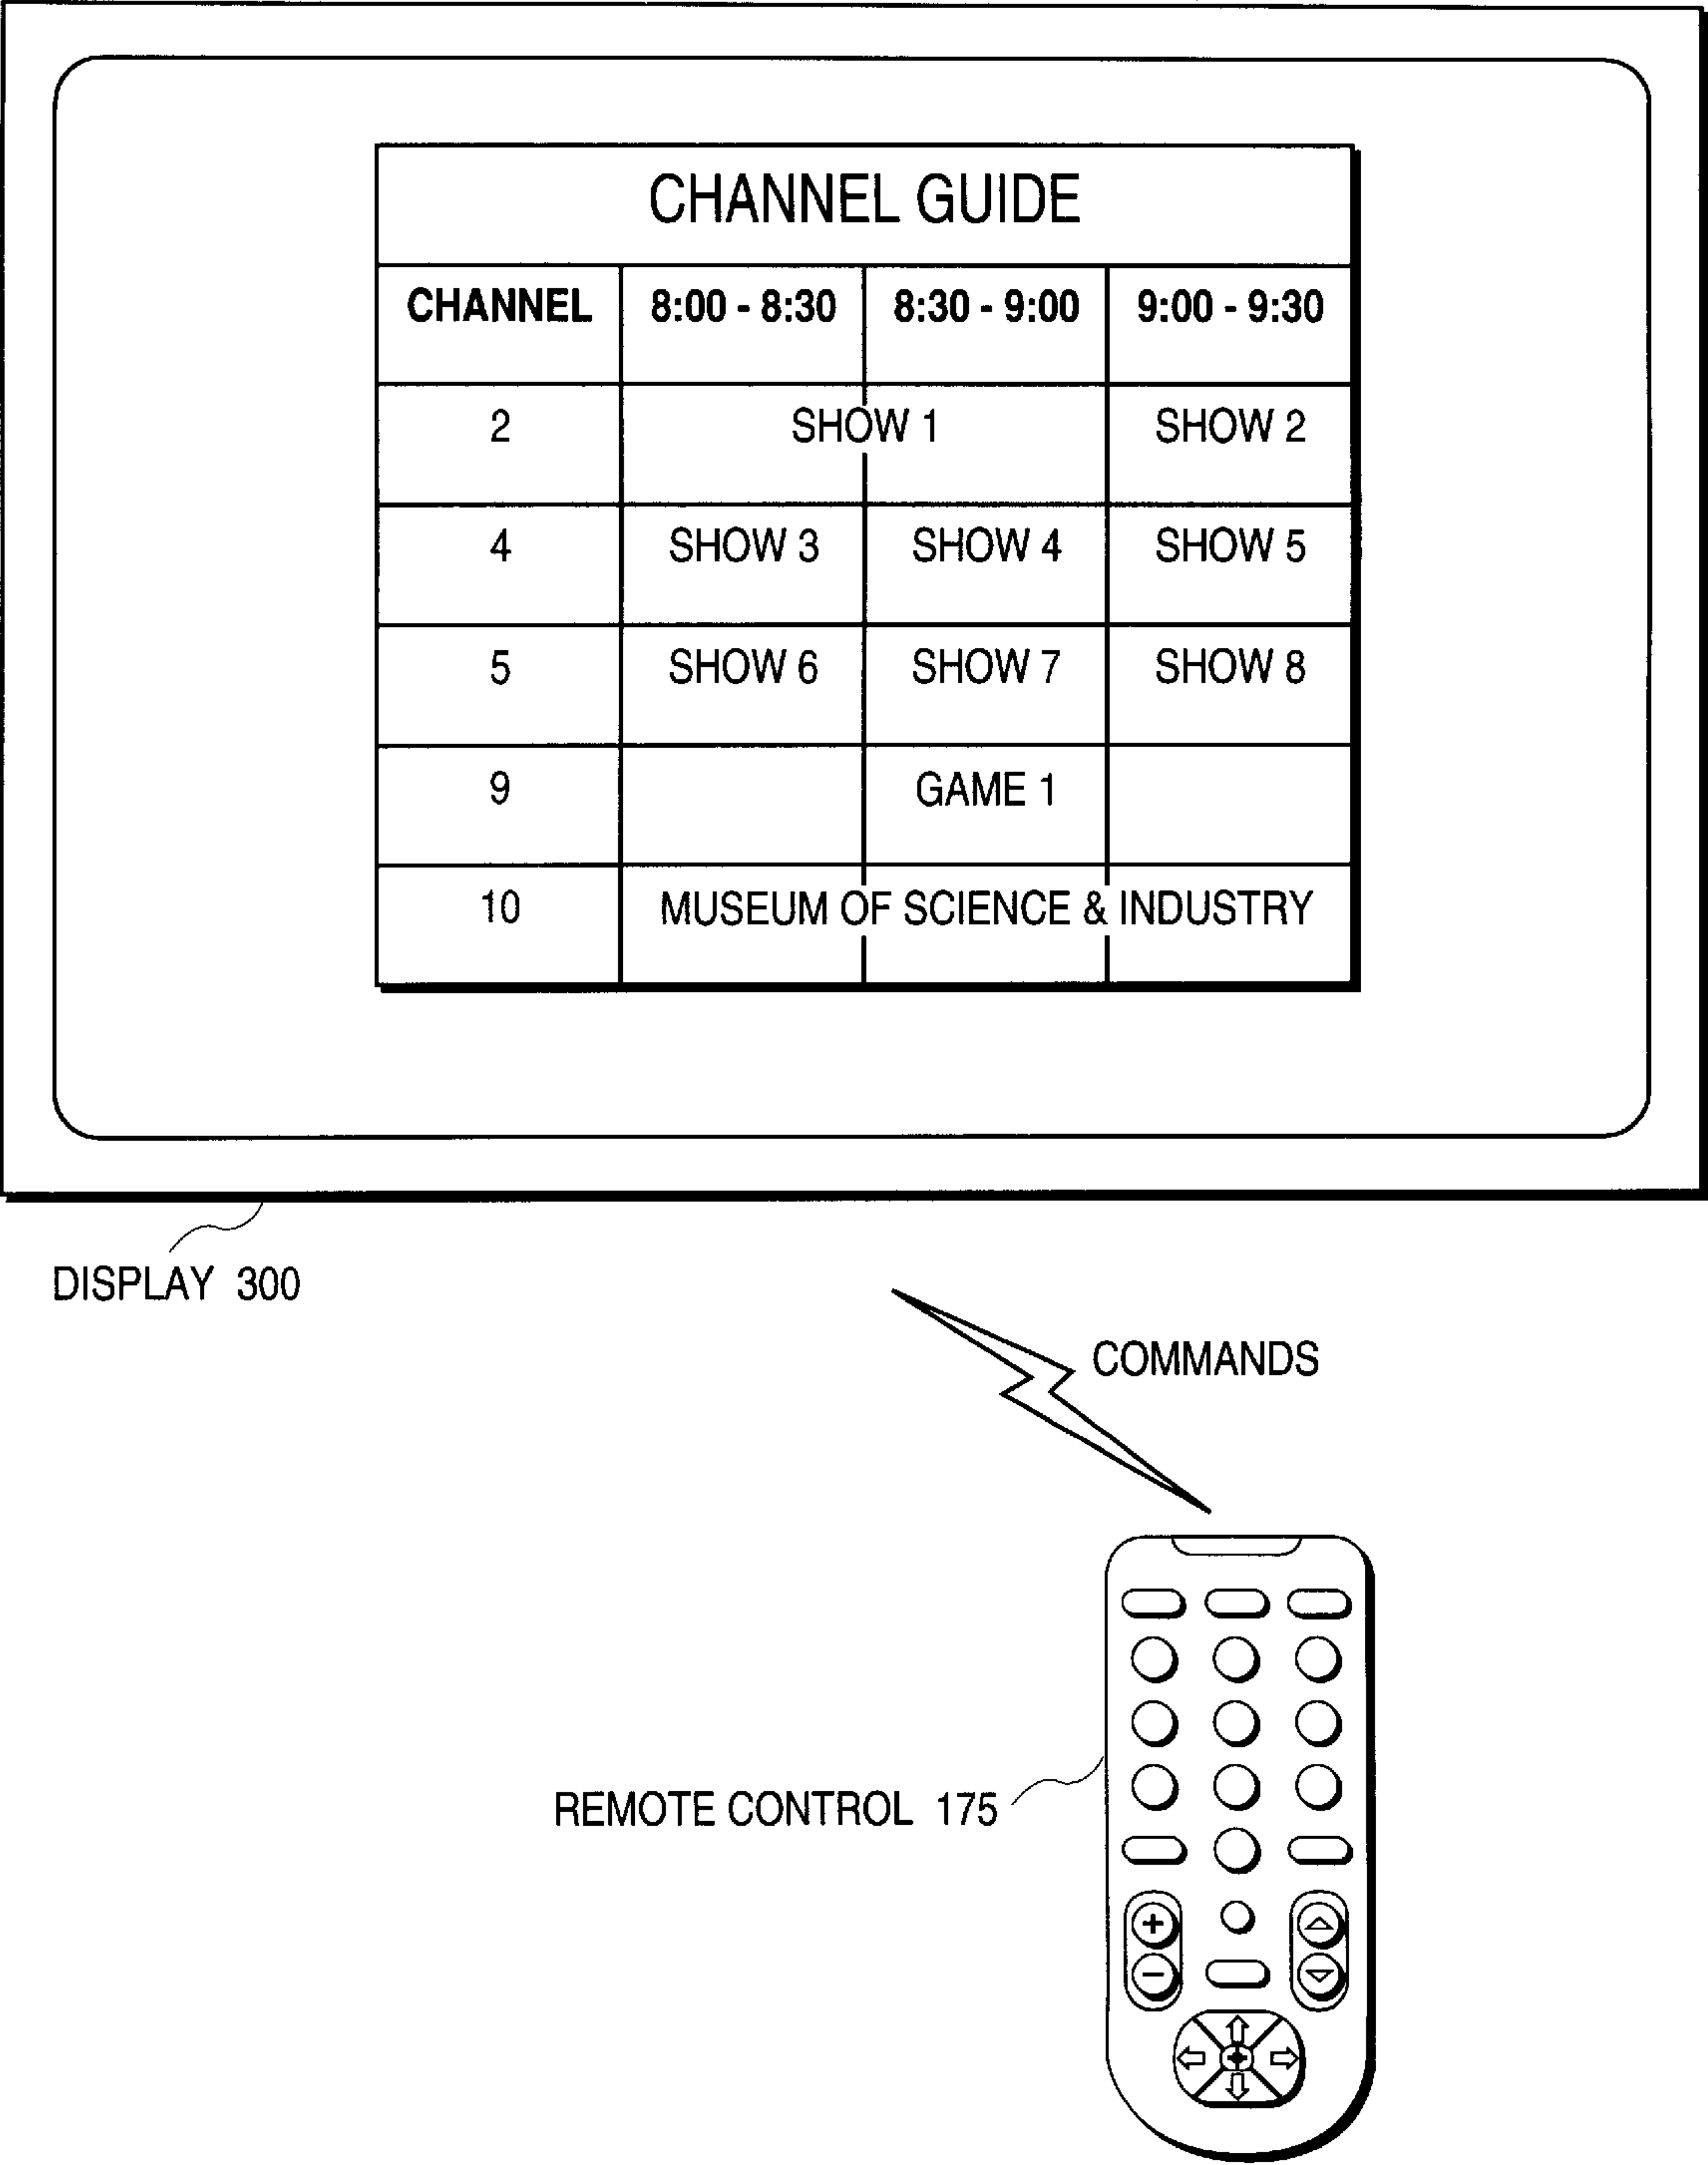 CHANNEL GUIDE
CHANNEL 8:00 - 8:30 8:30 - 9:00 9:00 - 9:30
2 SHOW 1 SHOW 2
4 SHOW 3 SHOW 4 SHOW 5
5 SHOW 6 SHOW 7 SHOW 8
9 GAME 1
10 MUSEUM OF SCIENCE & INDUSTRY
DISPLAY 300
COMMANDS
REMOTE CONTROL 175
+
−